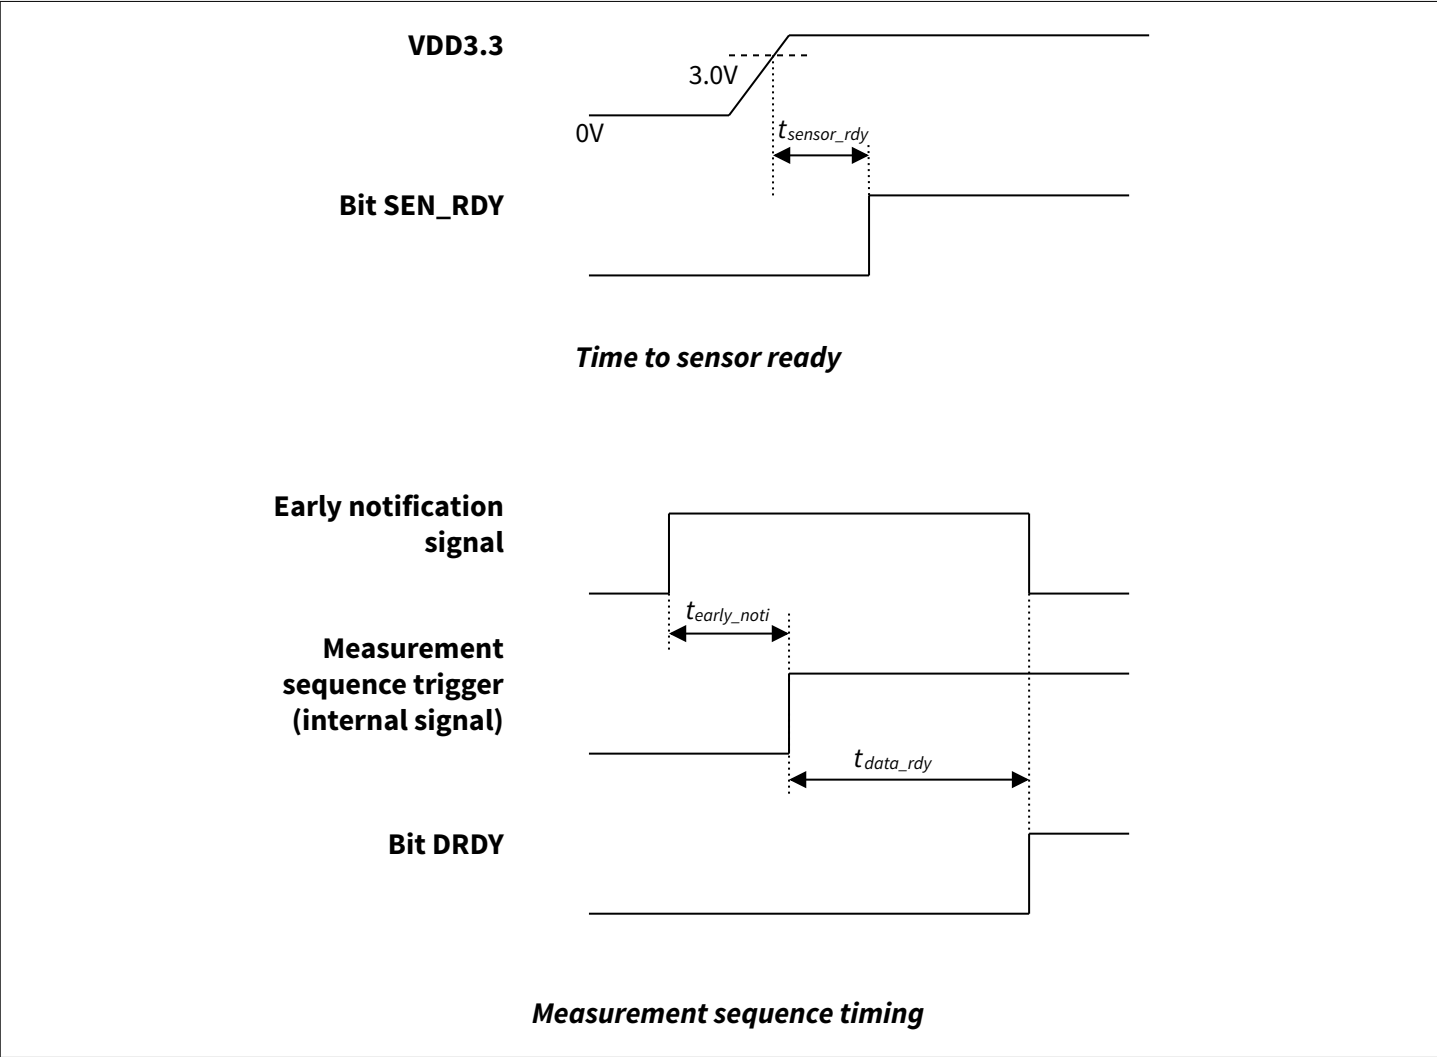 VDD3.3
3.0V
0V
tsensor_rdy
Bit SEN_RDY
Time to sensor ready
Early notification
signal
tearly_noti
Measurement
sequence trigger
(internal signal)
tdata_rdy
Bit DRDY
Measurement sequence timing